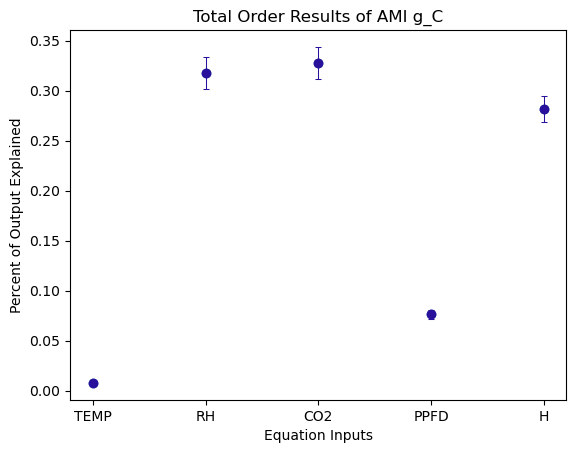 Total Order Results of AMI g_C
Percent of Output Explained
0.35
0.30
0.25
0.20
0.15
0.10
0.05
0.00
TEMP RH CO2 PPFD H
Equation Inputs